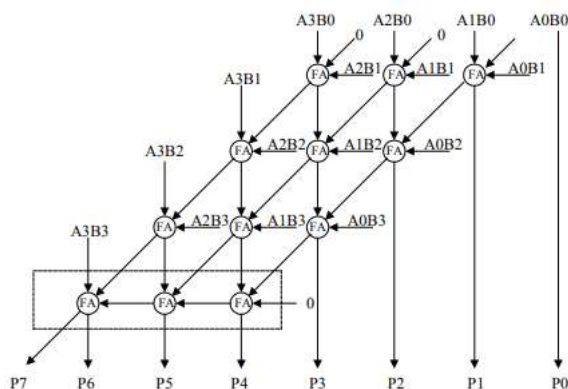 A3B0 A2B0 A1B0 A0B0
0 0
FA A2B1 FA A1B1 FA A0B1
A3B1
FA A2B2 FA A1B2 FA A0B2
A3B2
FA A2B3 FA A1B3 FA A0B3
A3B3
FA FA FA 0
P7 P6 P5 P4 P3 P2 P1 P0